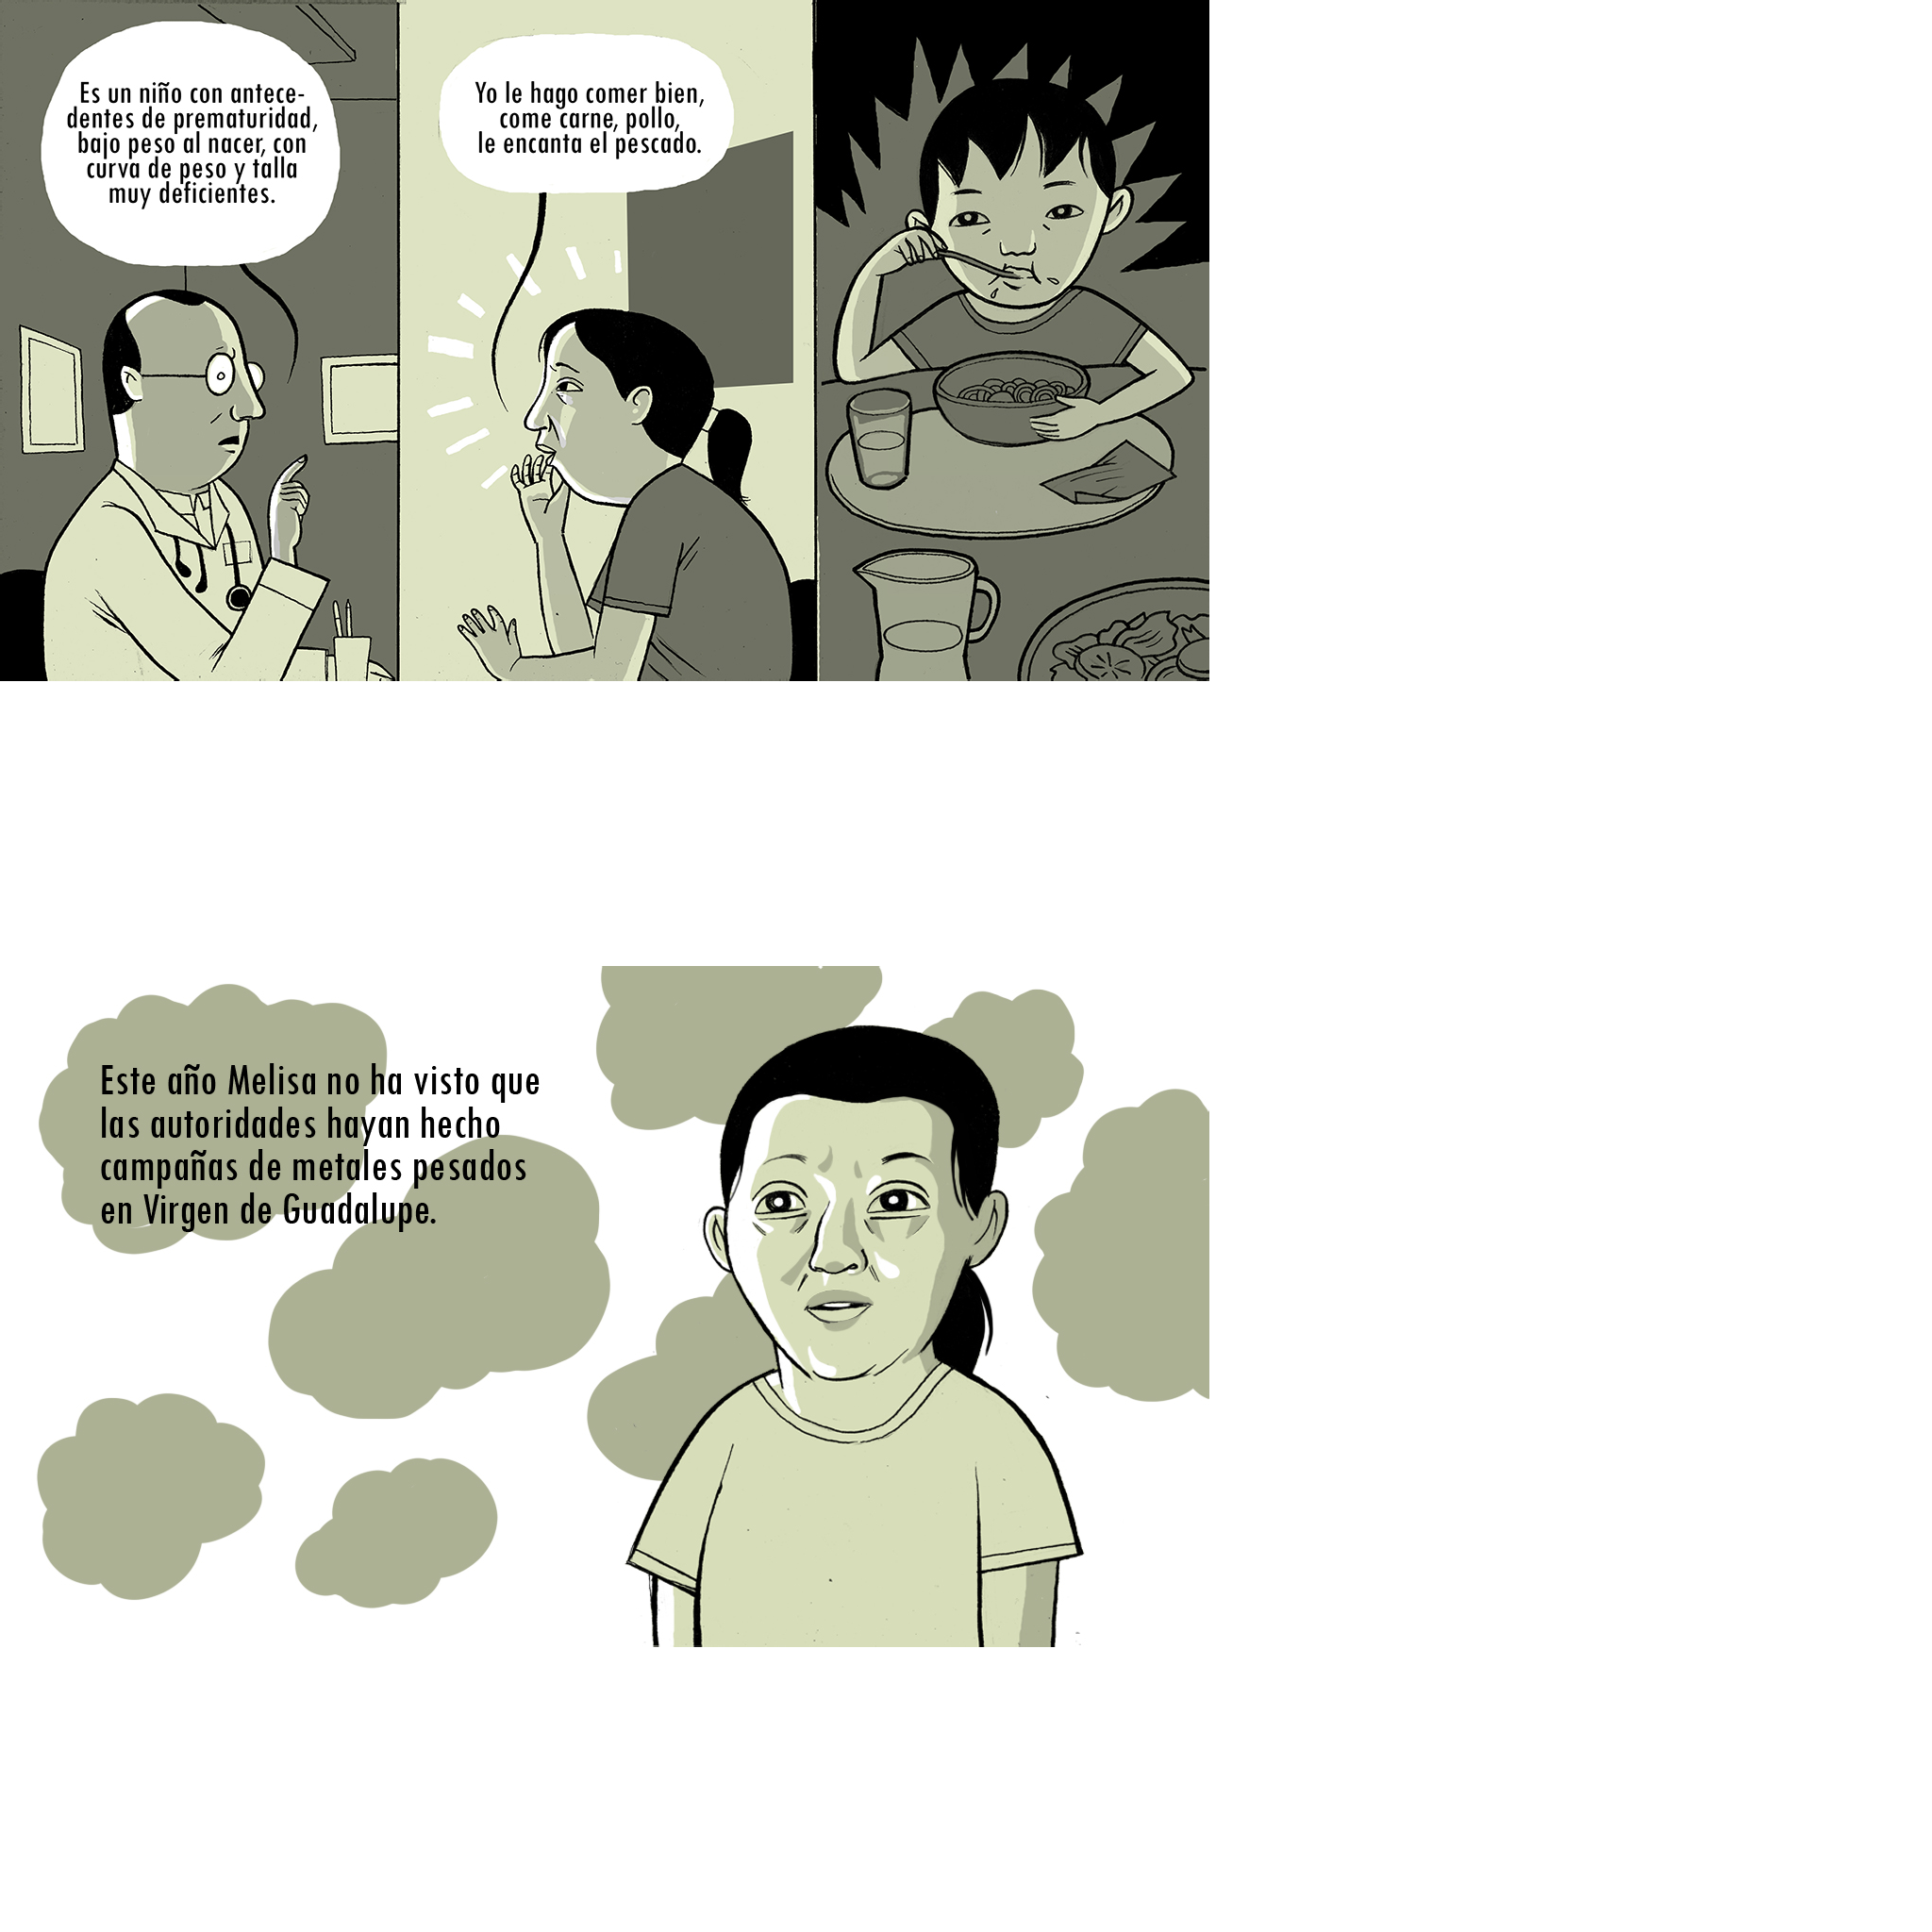 Es un niño con antece-
dentes de prematuridad,
bajo peso al nacer, con
curva de peso y talla
muy deficientes.
Yo le hago comer bien,
come carne, pollo,
le encanta el pescado.
Este año Melisa no ha visto que
las autoridades hayan hecho
campañas de metales pesados
en Virgen de Guadalupe.